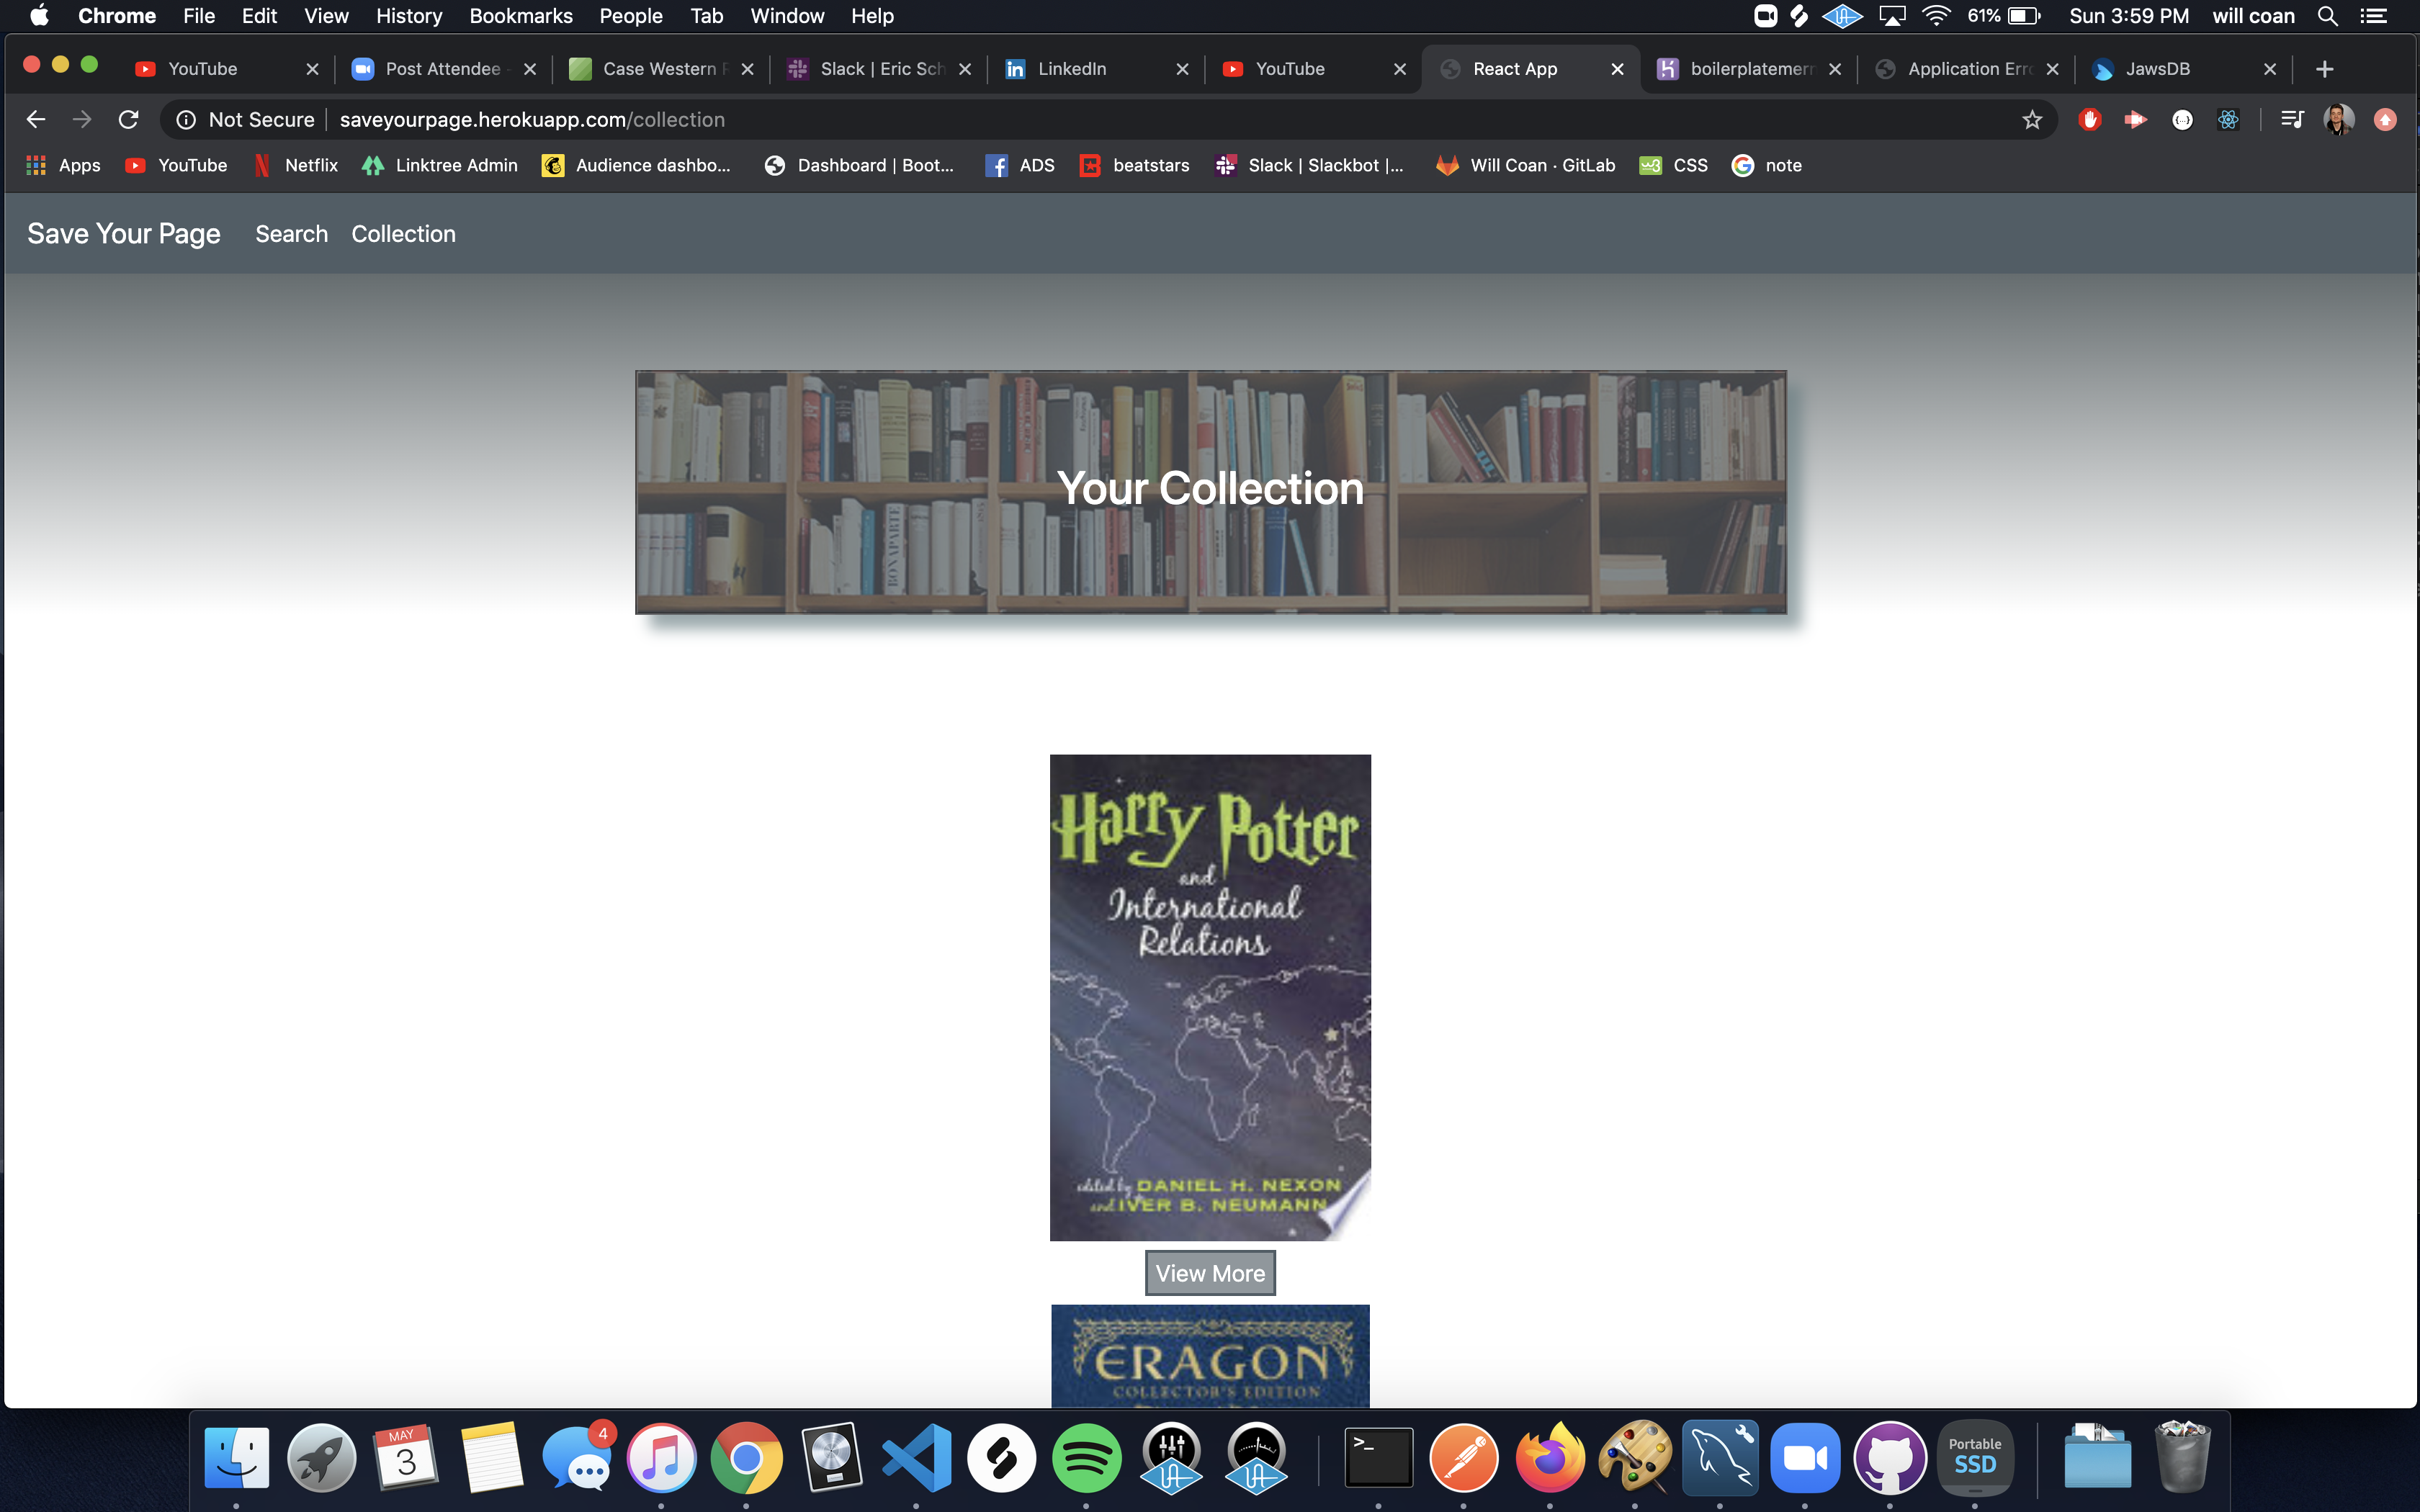 Chrome File Edit View History Bookmarks People Tab Window Help 61% Sun 3:59 PM will coan
YouTube Post Attendee - Case Western Slack | Eric Sch LinkedIn YouTube React App boilerplatemern Application Erro JawsDB
Not Secure saveyourpage.herokuapp.com/collection
Apps YouTube Netflix Linktree Admin Audience dashbo... Dashboard | Boot... ADS beatstars Slack | Slackbot |... Will Coan · GitLab CSS note
Save Your Page Search Collection
BONAPARTE
Your Collection
Harry Potter
and
International
Relations
edited by DANIEL H. NEXON
and IVER B. NEUMANN
View More
ERAGON
COLLECTOR'S EDITION
MAY
3
4
Portable
SSD